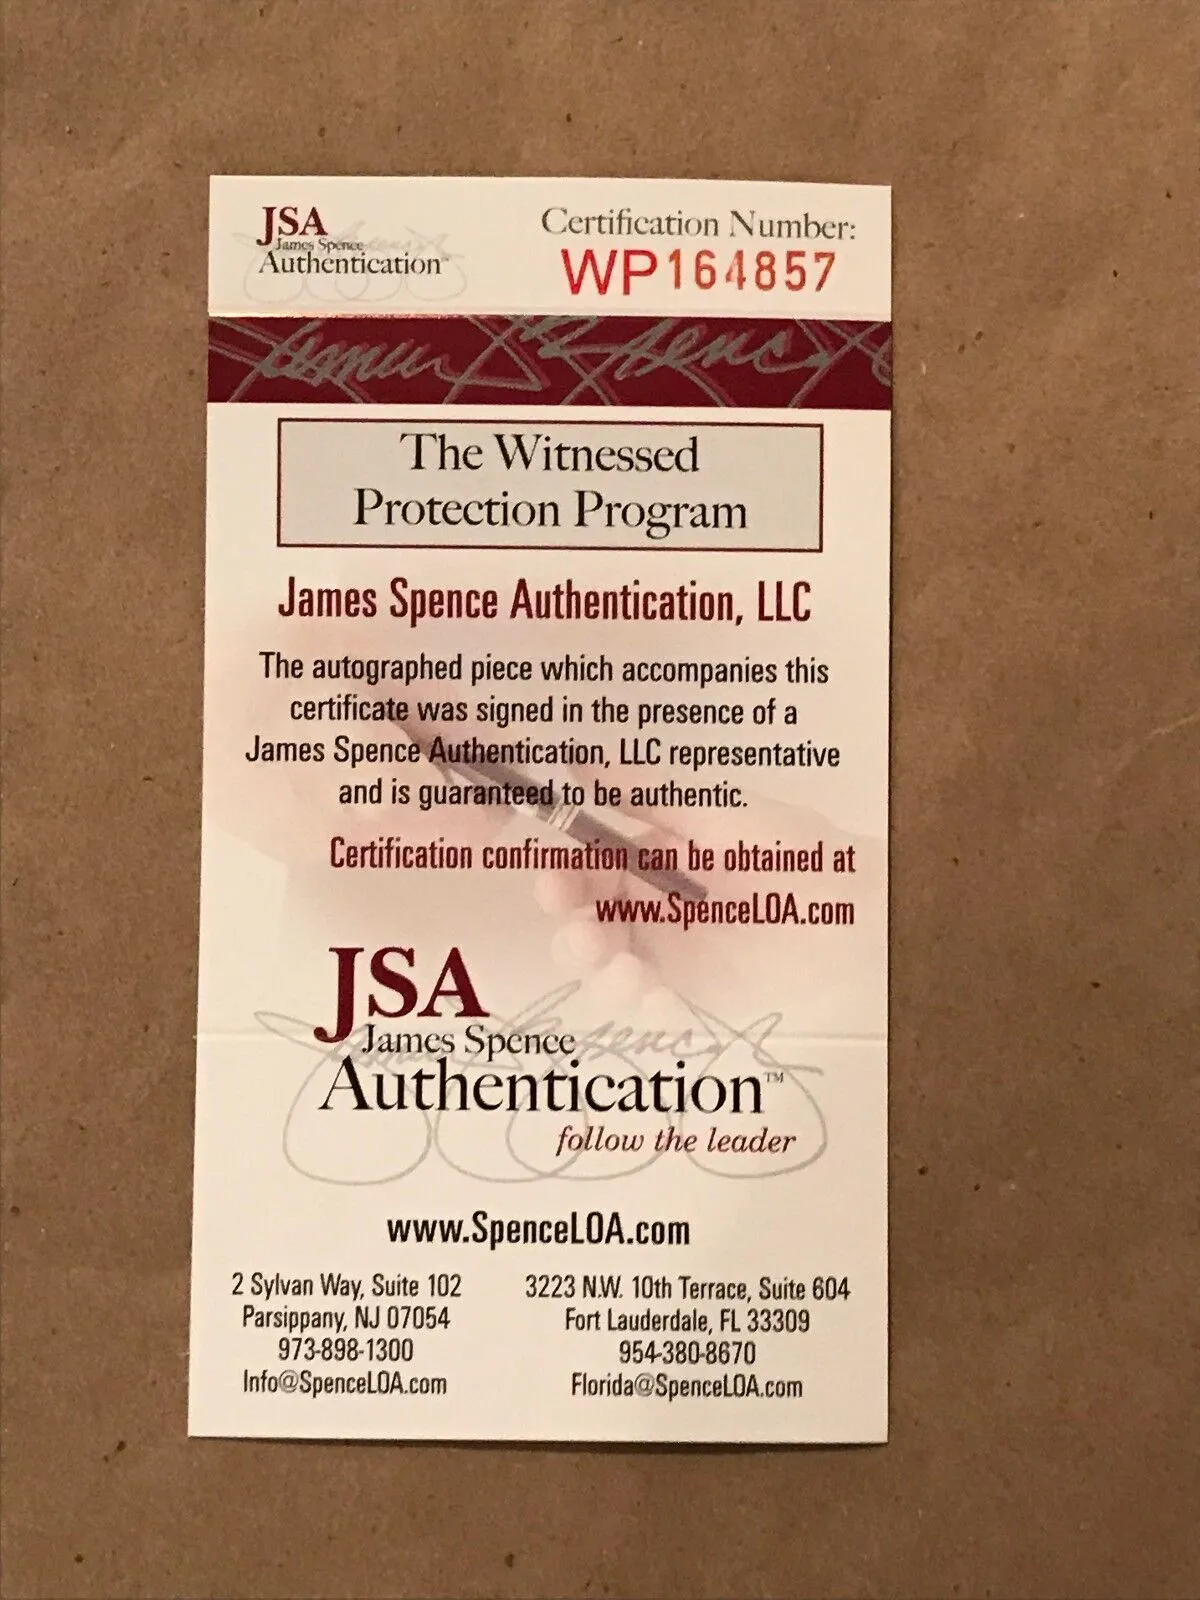 JSA
James Spence
Authentication
Certification Number:
WP164857
James Spence
The Witnessed
Protection Program
James Spence Authentication, LLC
The autographed piece which accompanies this
certificate was signed in the presence of a
James Spence Authentication, LLC representative
and is guaranteed to be authentic.
Certification confirmation can be obtained at
www.SpenceLOA.com
JSA
James Spence
Authentication™
follow the leader
www.SpenceLOA.com
2 Sylvan Way, Suite 102
Parsippany, NJ 07054
973-898-1300
Info@SpenceLOA.com
3223 N.W. 10th Terrace, Suite 604
Fort Lauderdale, FL 33309
954-380-8670
Florida@SpenceLOA.com